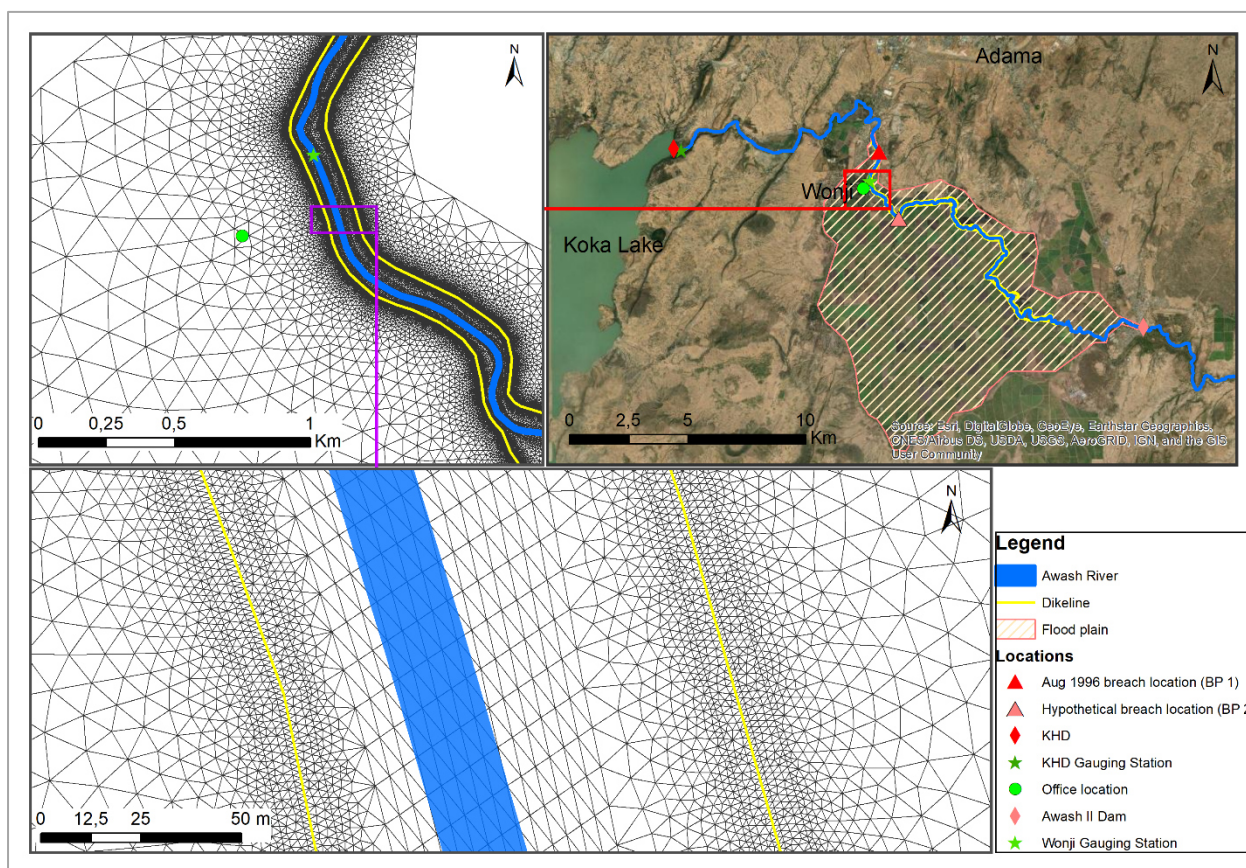 N
0 0,25 0,5 1
Km
Adama
N
Wonji
Koka Lake
0 2,5 5 10
Km
Source: Esri, DigitalGlobe, GeoEye, Earthstar Geographics,
CNES/Airbus DS, USDA, USGS, AeroGRID, IGN, and the GIS
User Community
N
0 12,5 25 50 m
Legend
Awash River
Dikeline
Flood plain
Locations
Aug 1996 breach location (BP 1)
Hypothetical breach location (BP 2
KHD
KHD Gauging Station
Office location
Awash II Dam
Wonji Gauging Station